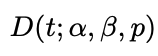 D(t; α, β, p)